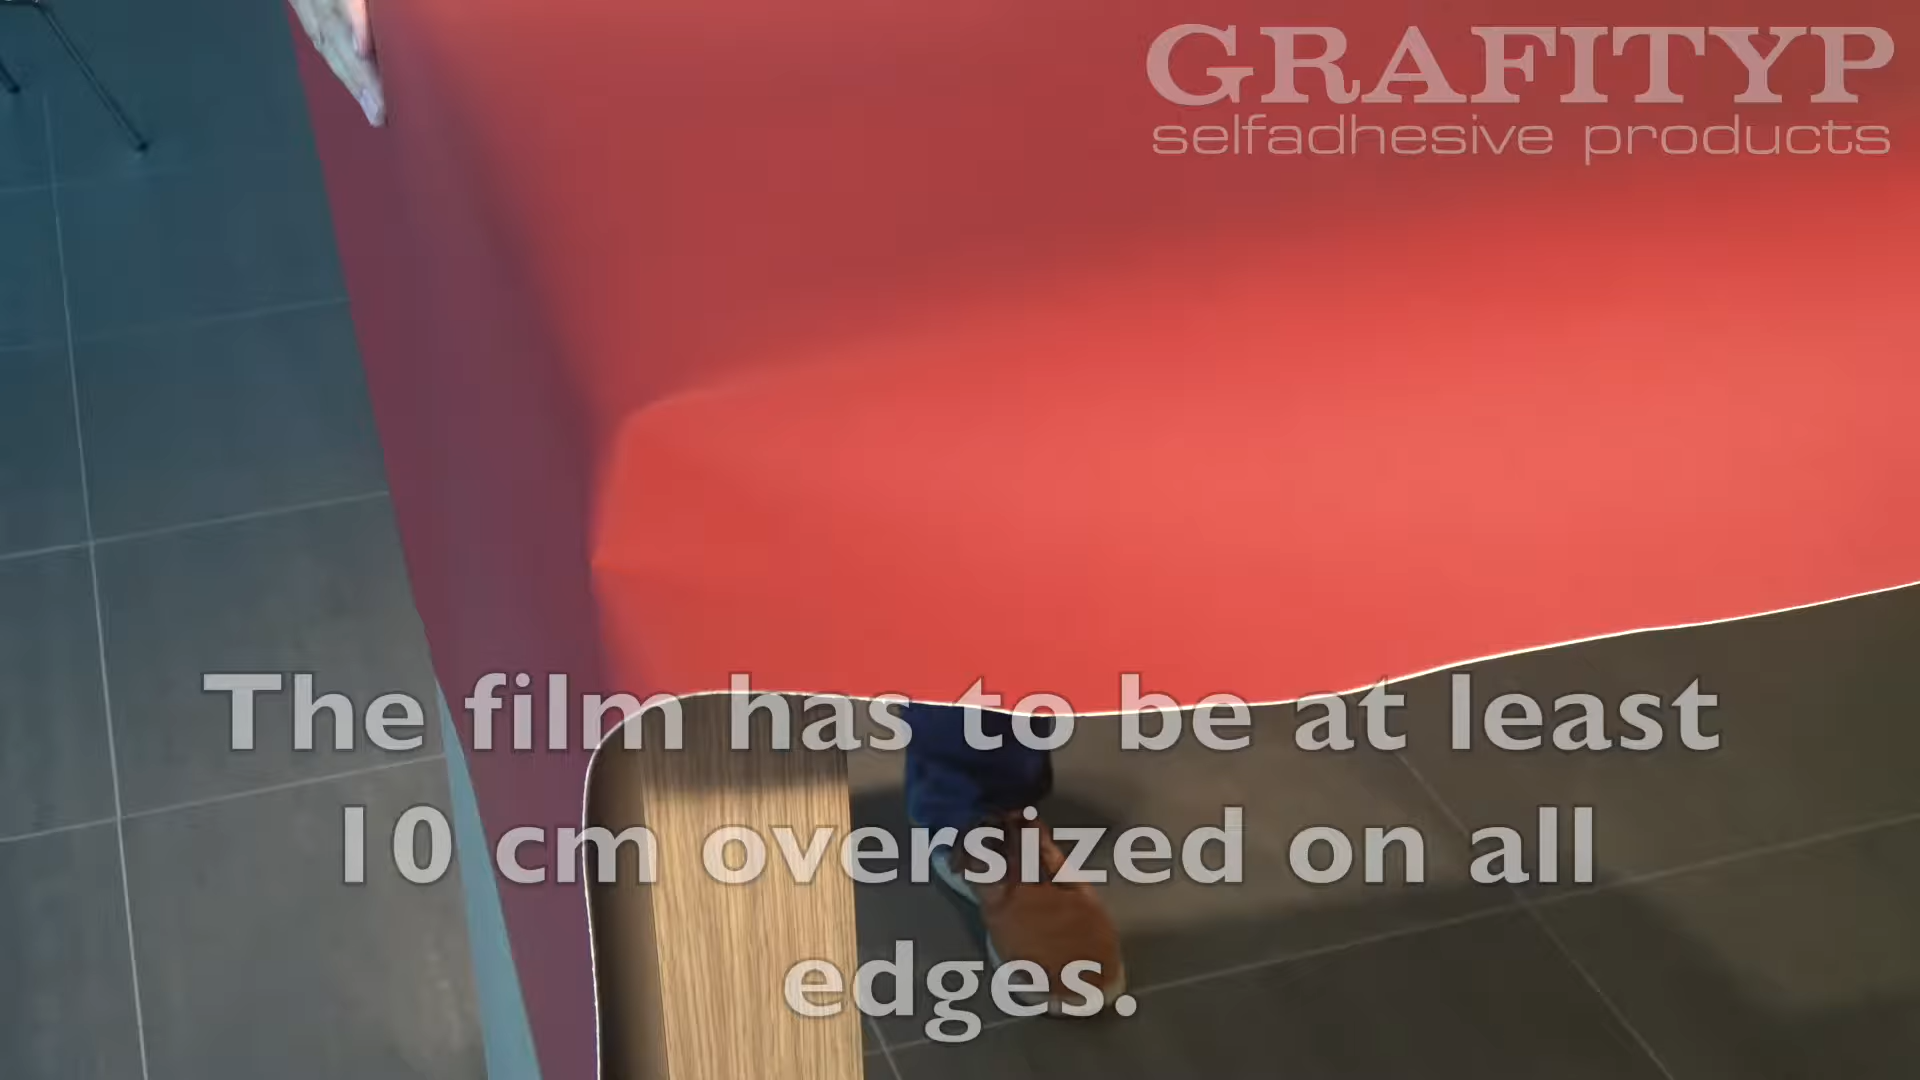 GRAFITYP
selfadhesive products
The film has to be at least
10 cm oversized on all
edges.